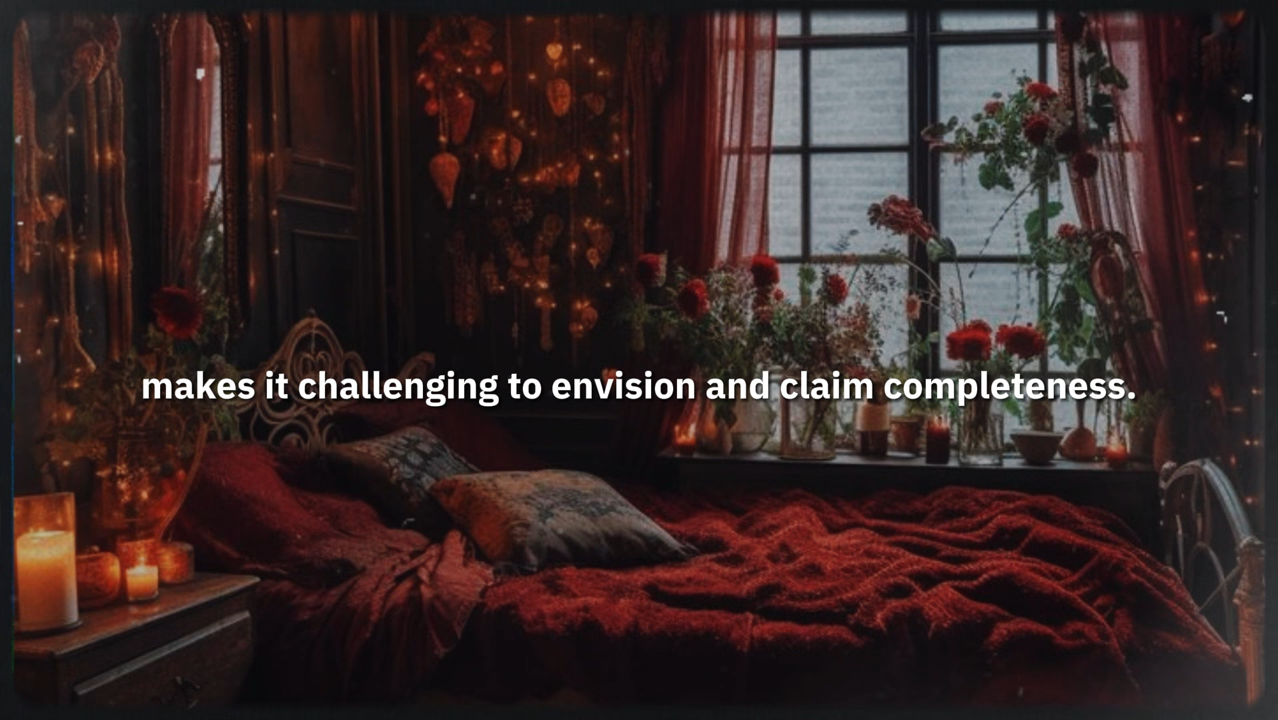 makes it challenging to envision and claim completeness.